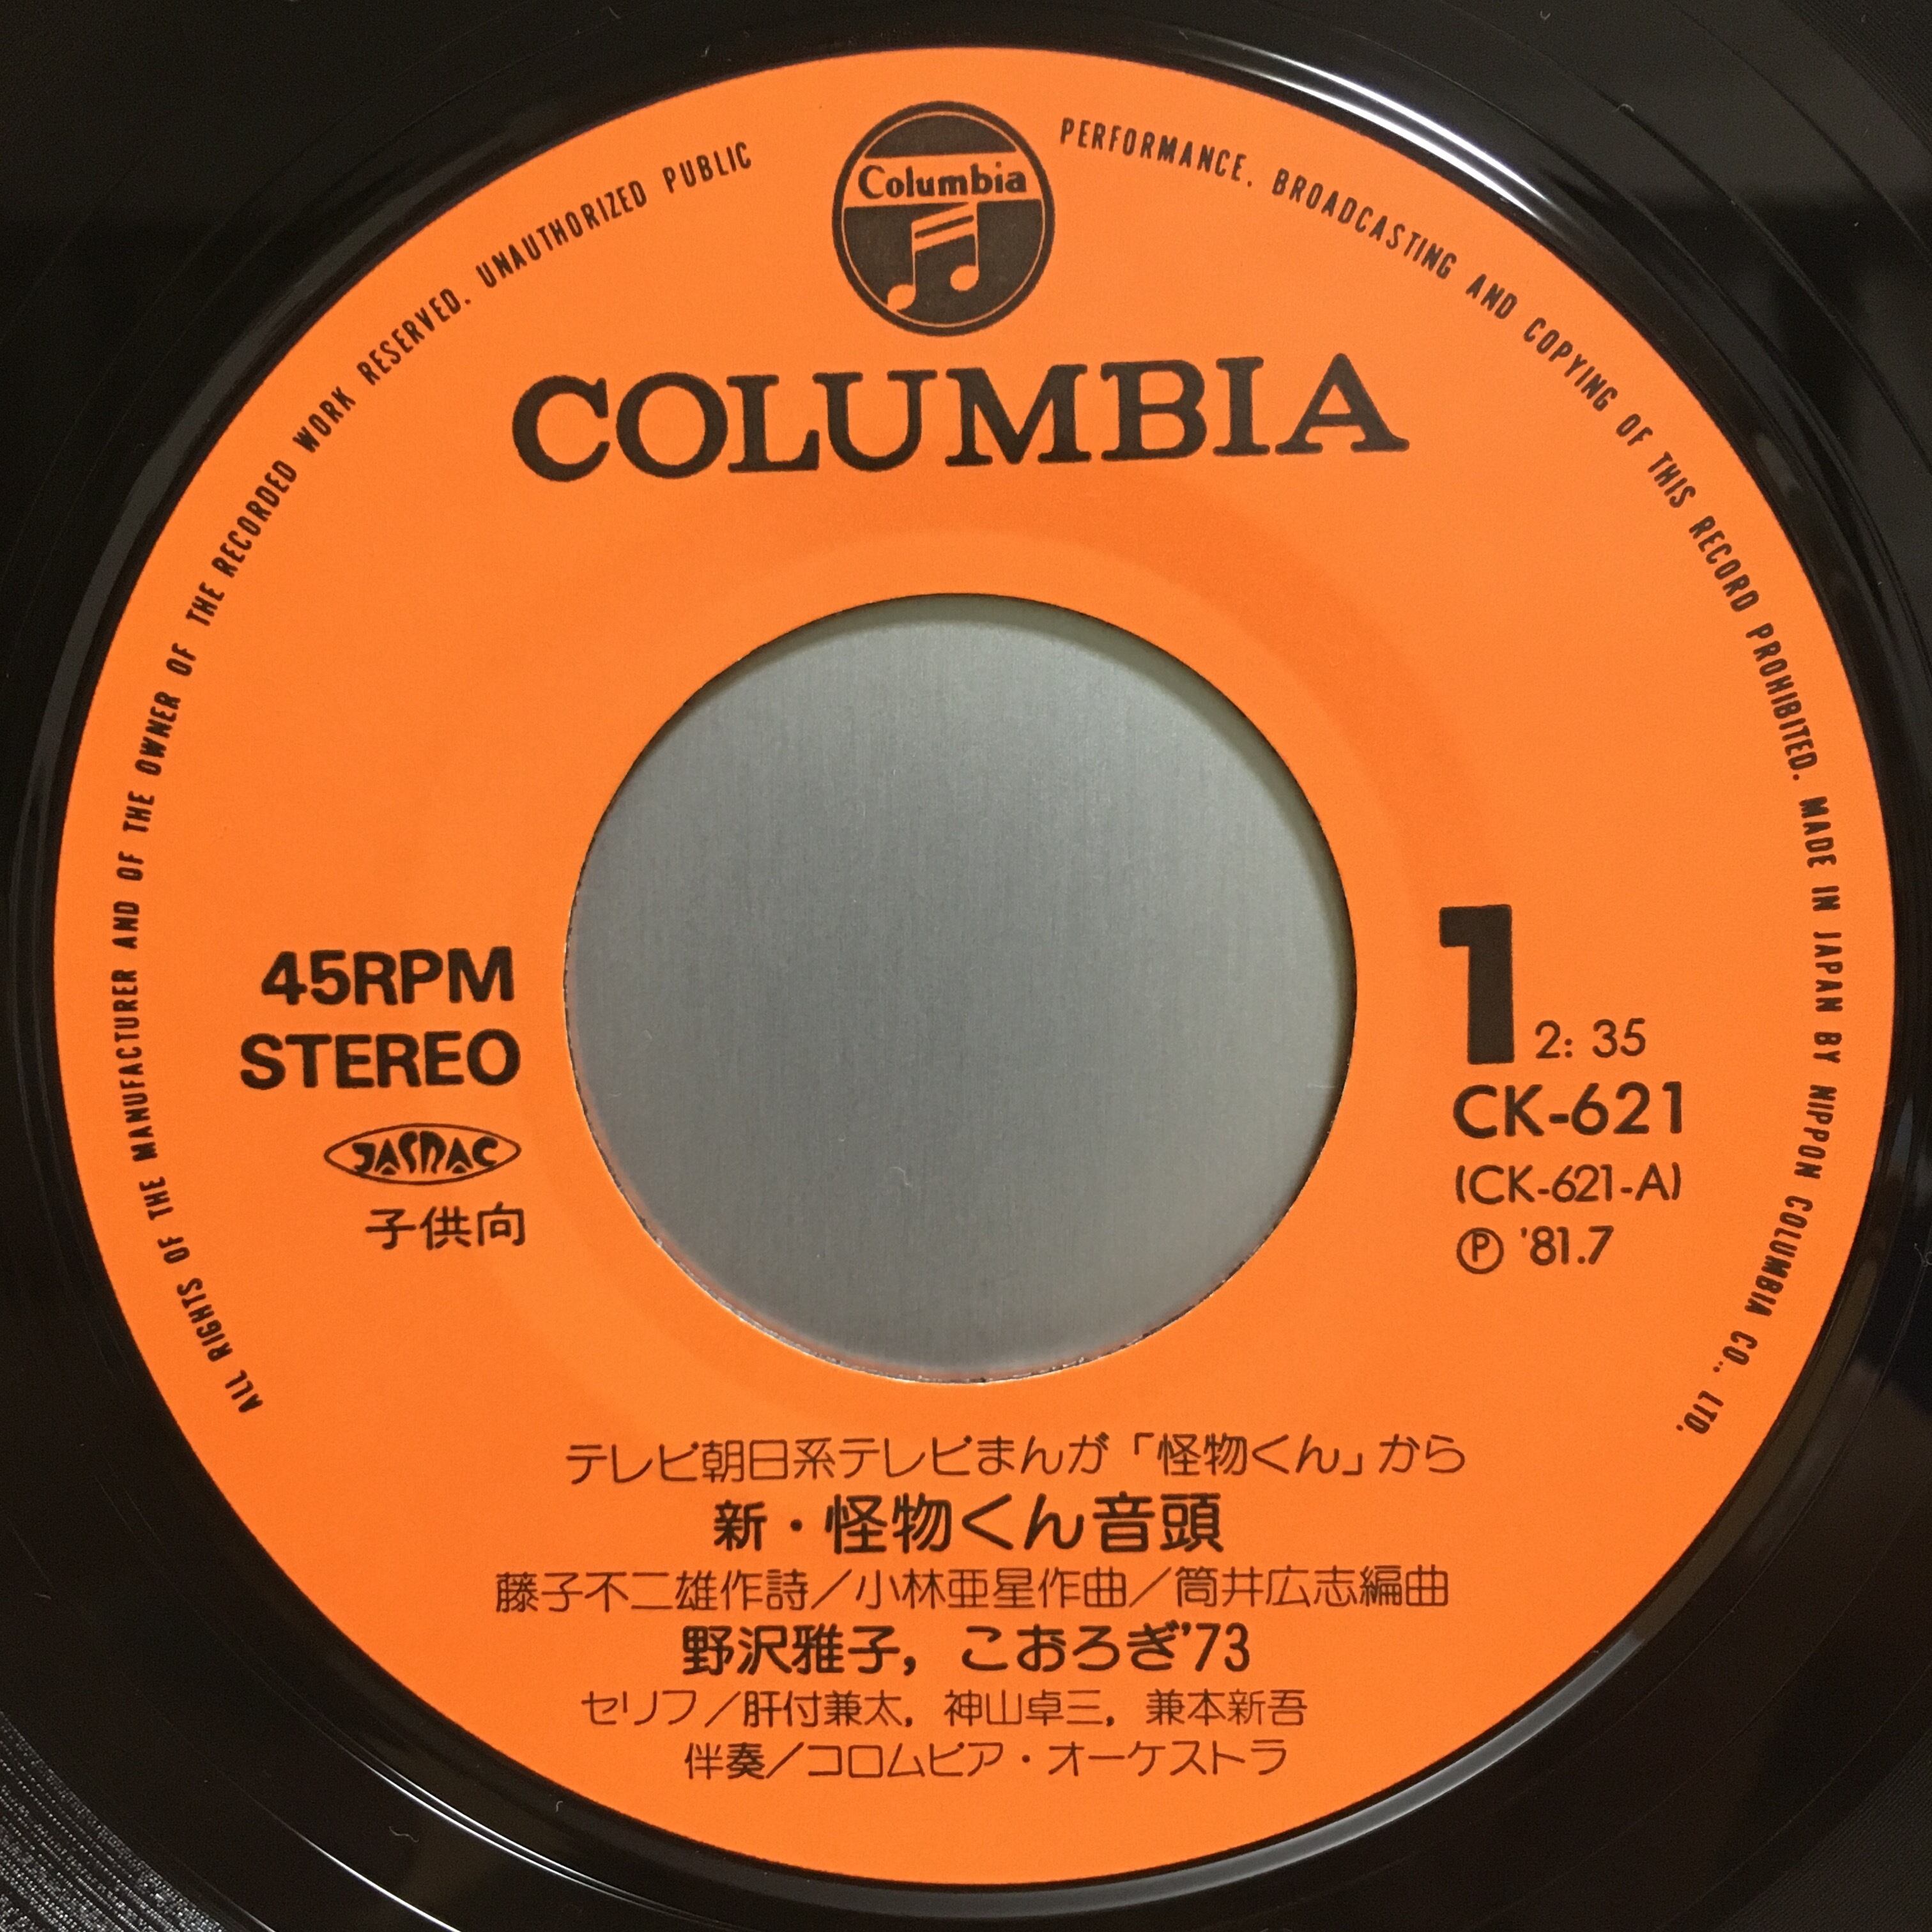 Columbia
COLUMBIA
ALL RIGHTS OF THE MANUFACTURER AND OF THE OWNER OF THE RECORDED WORK RESERVED. UNAUTHORIZED PUBLIC PERFORMANCE. BROADCASTING AND COPYING OF THIS RECORD PROHIBITED. MADE IN JAPAN BY NIPPON COLUMBIA CO., LTD.
45RPM
STEREO
JASRAC
子供向
1 2: 35
CK-621
(CK-621-A)
Ⓟ '81.7
テレビ朝日系テレビまんが「怪物くん」から
新・怪物くん音頭
藤子不二雄作詩／小林亜星作曲／筒井広志編曲
野沢雅子, こおろぎ'73
セリフ／肝付兼太, 神山卓三, 兼本新吾
伴奏／コロムビア・オーケストラ